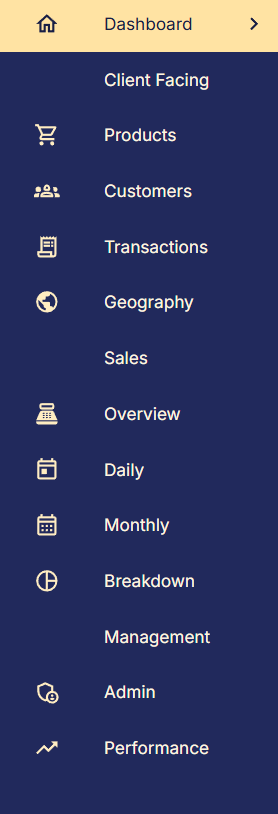 Dashboard
Client Facing
Products
Customers
Transactions
Geography
Sales
Overview
Daily
Monthly
Breakdown
Management
Admin
Performance